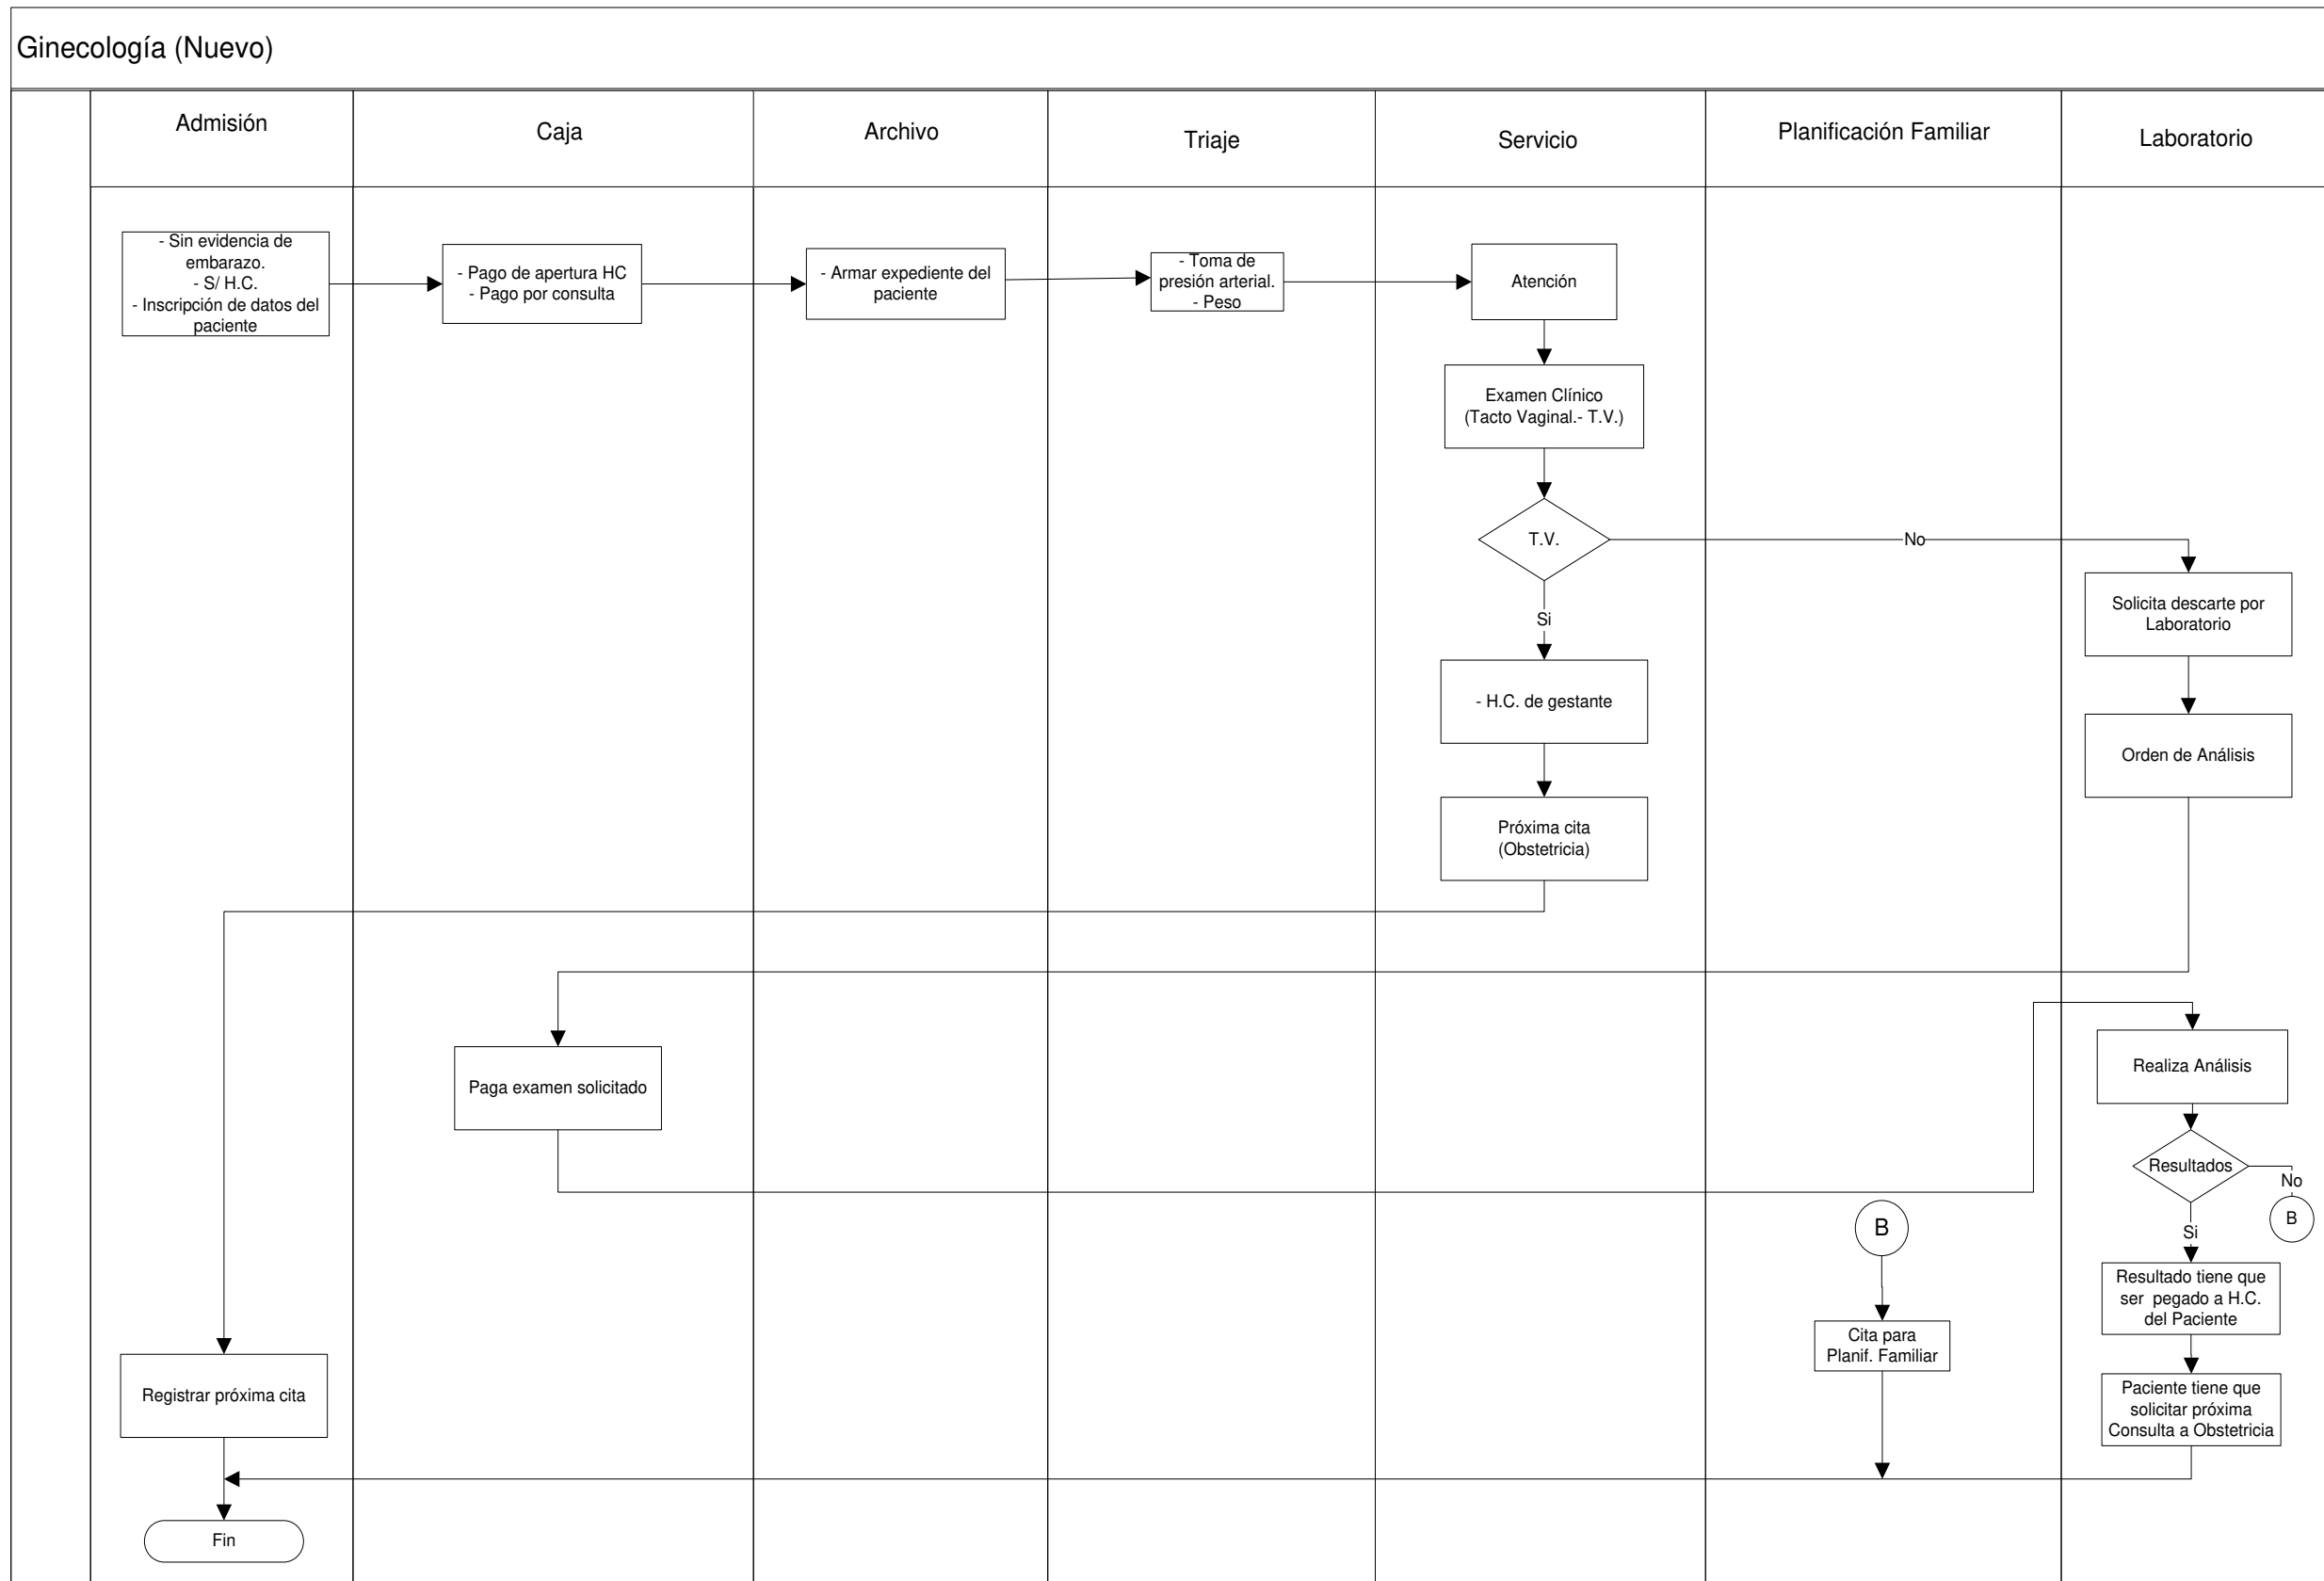 Ginecología (Nuevo)
Admisión
Caja
Archivo
Triaje
Servicio
Planificación Familiar
Laboratorio
- Sin evidencia de
embarazo.
- S/ H.C.
- Inscripción de datos del
paciente
- Pago de apertura HC
- Pago por consulta
- Armar expediente del
paciente
- Toma de
presión arterial.
- Peso
Atención
Examen Clínico
(Tacto Vaginal.- T.V.)
T.V.
No
Si
Solicita descarte por
Laboratorio
- H.C. de gestante
Orden de Análisis
Próxima cita
(Obstetricia)
Paga examen solicitado
Realiza Análisis
Resultados
No
B
Si
B
Resultado tiene que
ser pegado a H.C.
del Paciente
Cita para
Planif. Familiar
Registrar próxima cita
Paciente tiene que
solicitar próxima
Consulta a Obstetricia
Fin